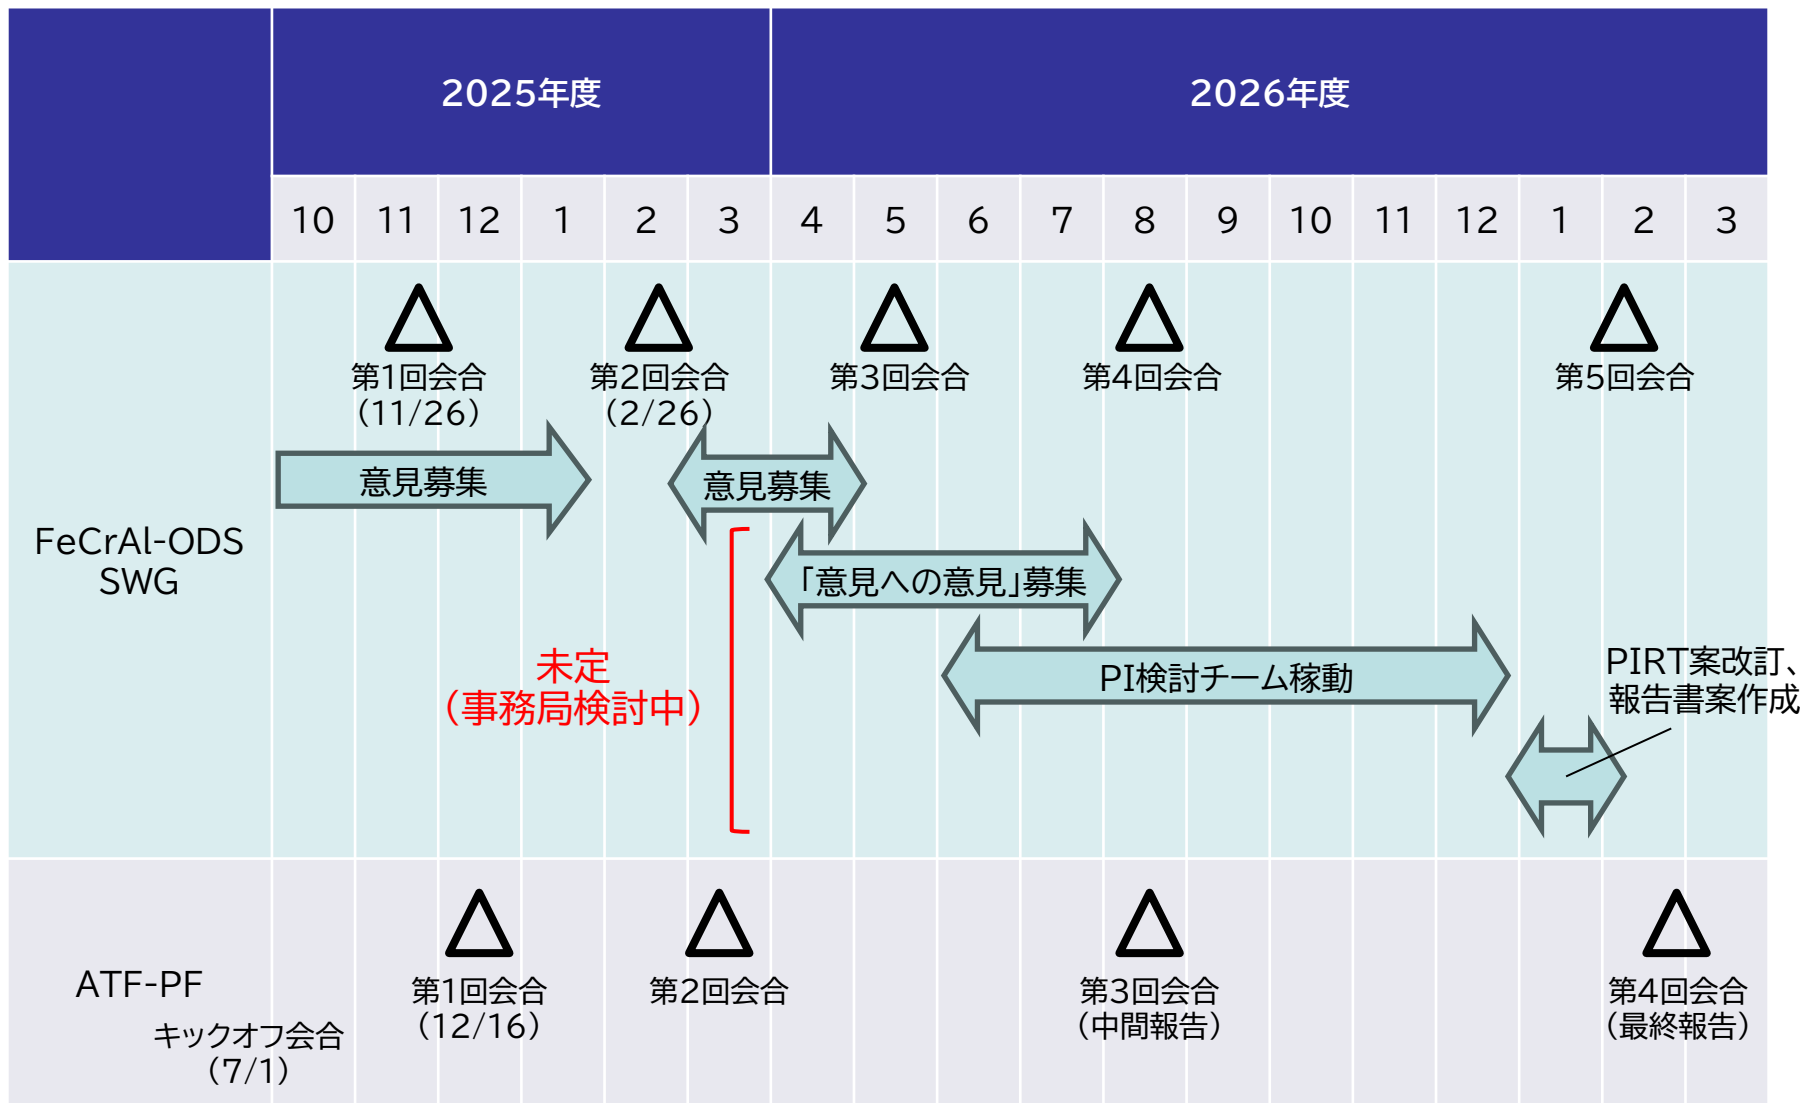 2025年度
2026年度
10 11 12 1 2 3 4 5 6 7 8 9 10 11 12 1 2 3
FeCrAl-ODS
SWG
第1回会合
（11/26）
第2回会合
（2/26）
第3回会合
第4回会合
第5回会合
意見募集
意見募集
「意見への意見」募集
未定
（事務局検討中）
PI検討チーム稼動
PIRT案改訂、
報告書案作成
ATF-PF
キックオフ会合
（7/1）
第1回会合
（12/16）
第2回会合
第3回会合
（中間報告）
第4回会合
（最終報告）